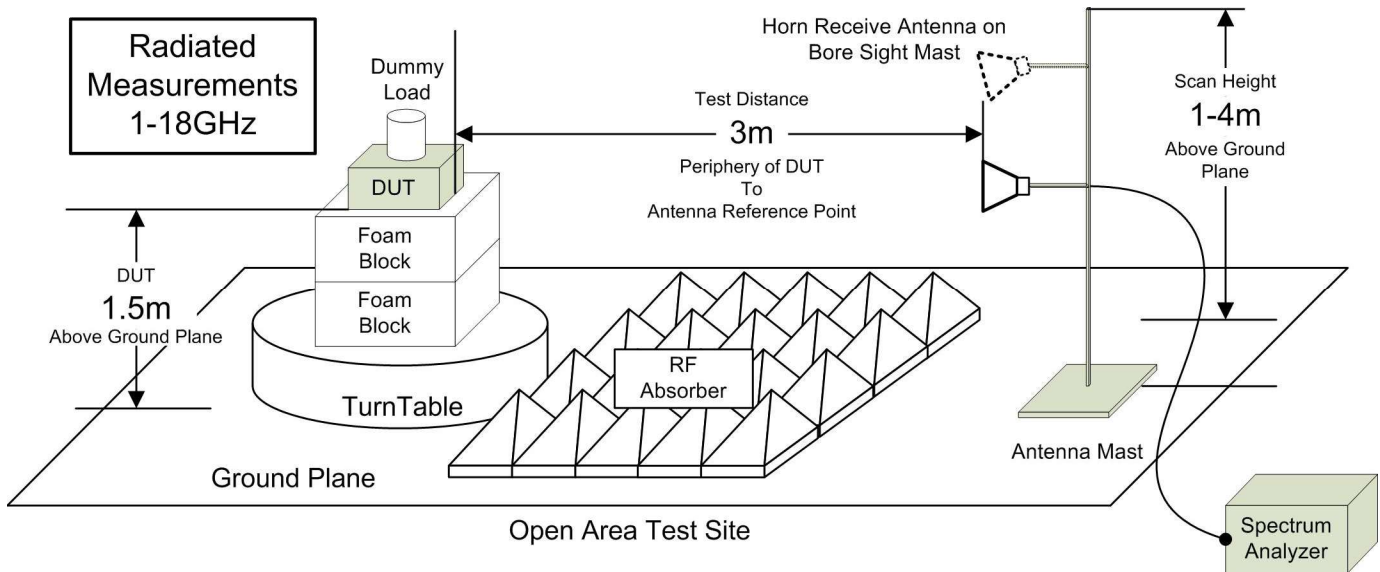 Radiated
Measurements
1-18GHz
Dummy
Load
DUT
Foam
Block
Foam
Block
TurnTable
DUT
1.5m
Above Ground Plane
Test Distance
3m
Periphery of DUT
To
Antenna Reference Point
Horn Receive Antenna on
Bore Sight Mast
Scan Height
1-4m
Above Ground
Plane
RF
Absorber
Antenna Mast
Ground Plane
Open Area Test Site
Spectrum
Analyzer